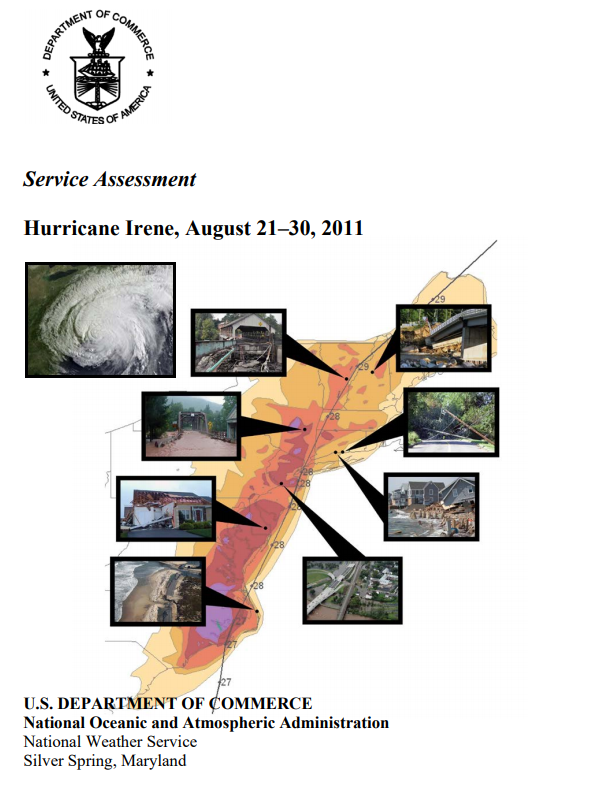 DEPARTMENT OF COMMERCE
UNITED STATES OF AMERICA
Service Assessment
Hurricane Irene, August 21–30, 2011
29
29
28
28
28
28
28
28
27
27
27
U.S. DEPARTMENT OF COMMERCE
National Oceanic and Atmospheric Administration
National Weather Service
Silver Spring, Maryland